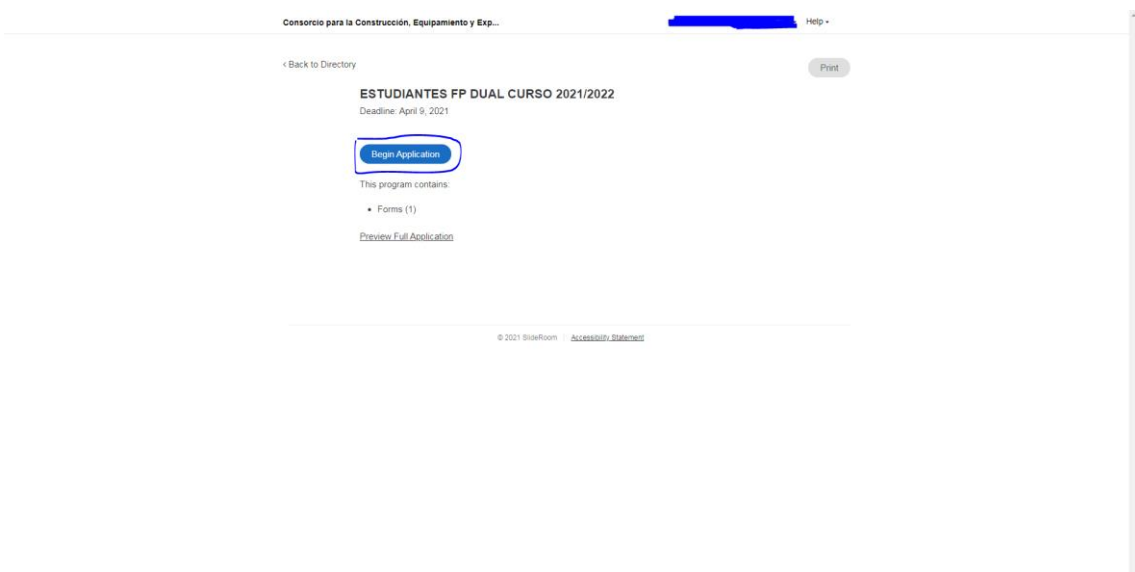 Consorcio para la Construcción, Equipamiento y Exp...
Help
‹ Back to Directory
Print
ESTUDIANTES FP DUAL CURSO 2021/2022
Deadline: April 9, 2021
Begin Application
This program contains:
• Forms (1)
Preview Full Application
© 2021 SlideRoom | Accessibility Statement